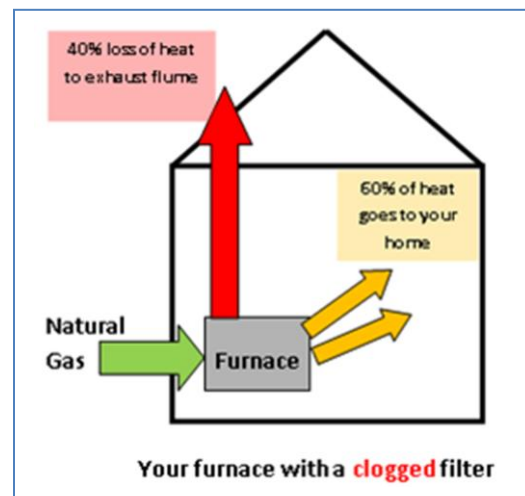 40% loss of heat
to exhaust flume
60% of heat
goes to your
home
Natural
Gas
Furnace
Your furnace with a clogged filter